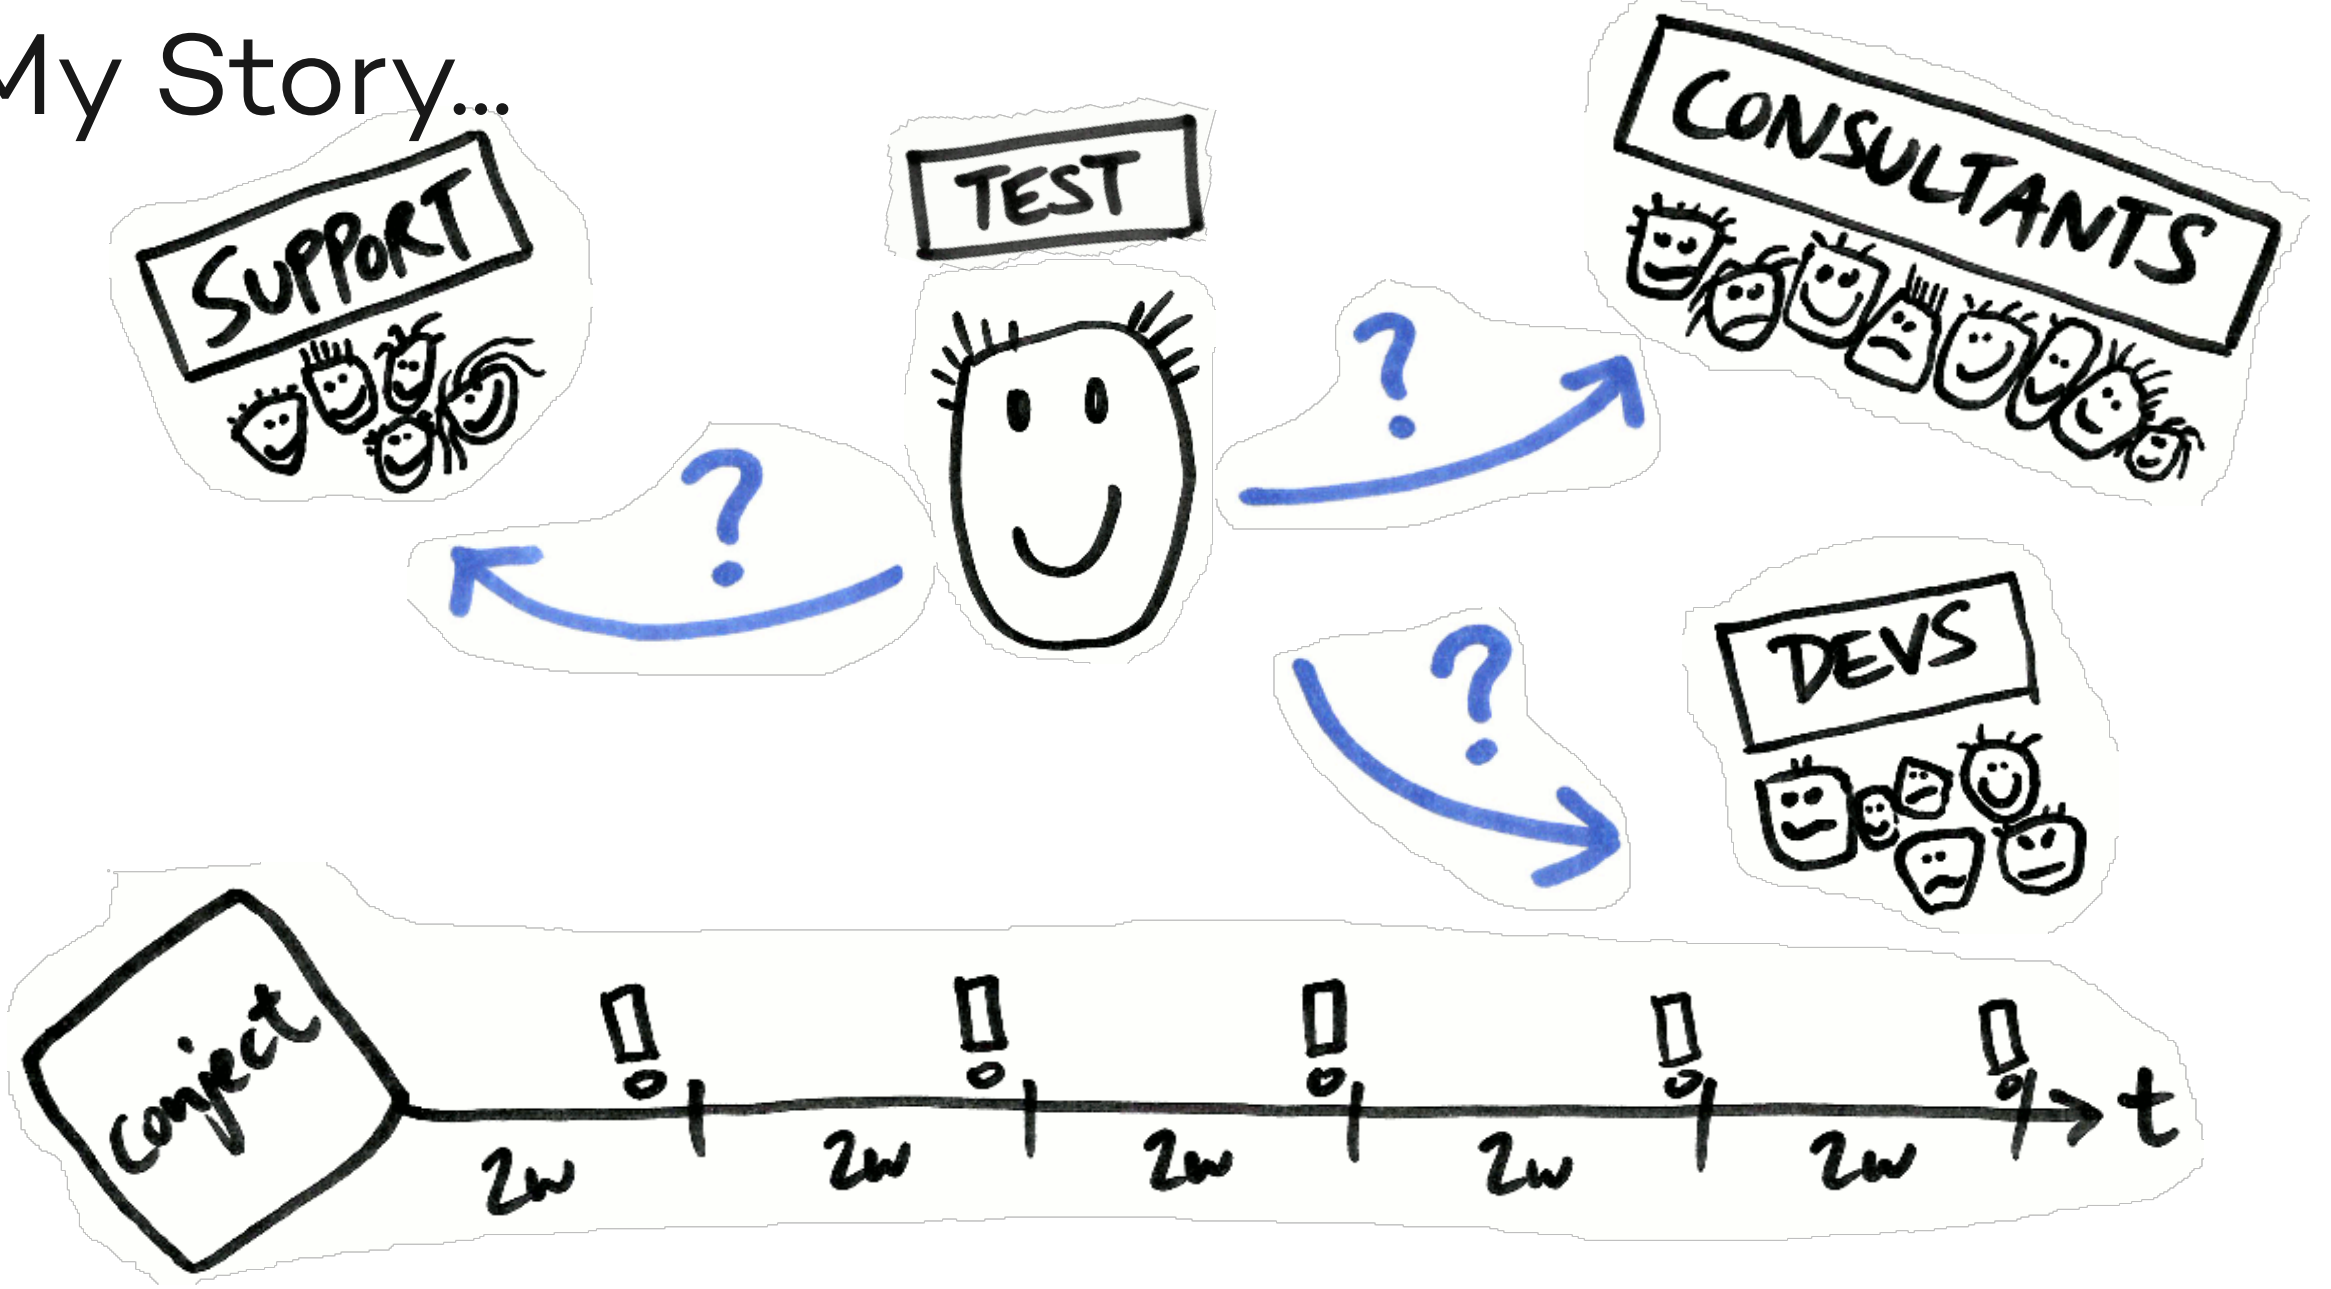 My Story...
SUPPORT
TEST
CONSULTANTS
?
?
?
DEVS
conject
! ! ! ! !
t
2w 2w 2w 2w 2w